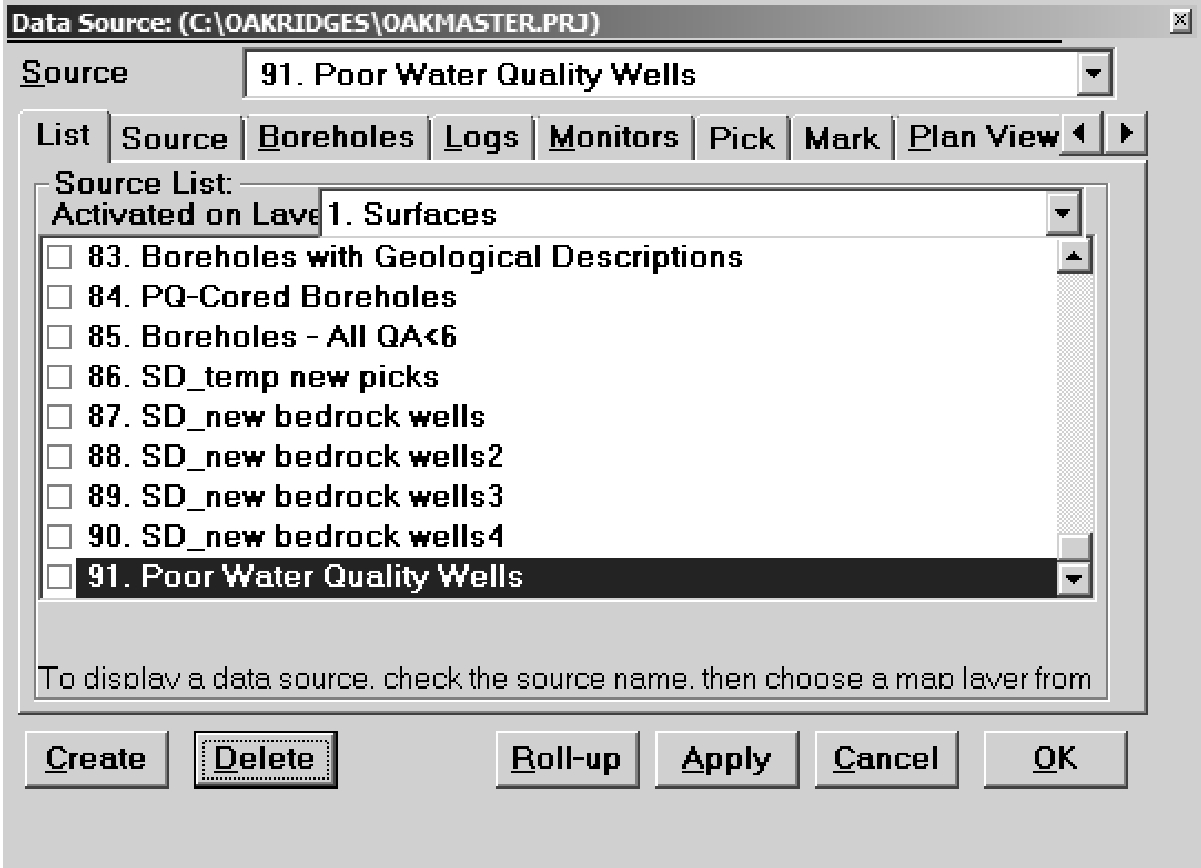 Data Source: (C:\OAKRIDGES\OAKMASTER.PRJ)
Source 91. Poor Water Quality Wells
List Source Boreholes Logs Monitors Pick Mark Plan View
Source List:
Activated on Laye 1. Surfaces
83. Boreholes with Geological Descriptions
84. PQ-Cored Boreholes
85. Boreholes - All QA<6
86. SD_temp new picks
87. SD_new bedrock wells
88. SD_new bedrock wells2
89. SD_new bedrock wells3
90. SD_new bedrock wells4
91. Poor Water Quality Wells
To display a data source, check the source name, then choose a map layer from
Create Delete Roll-up Apply Cancel OK